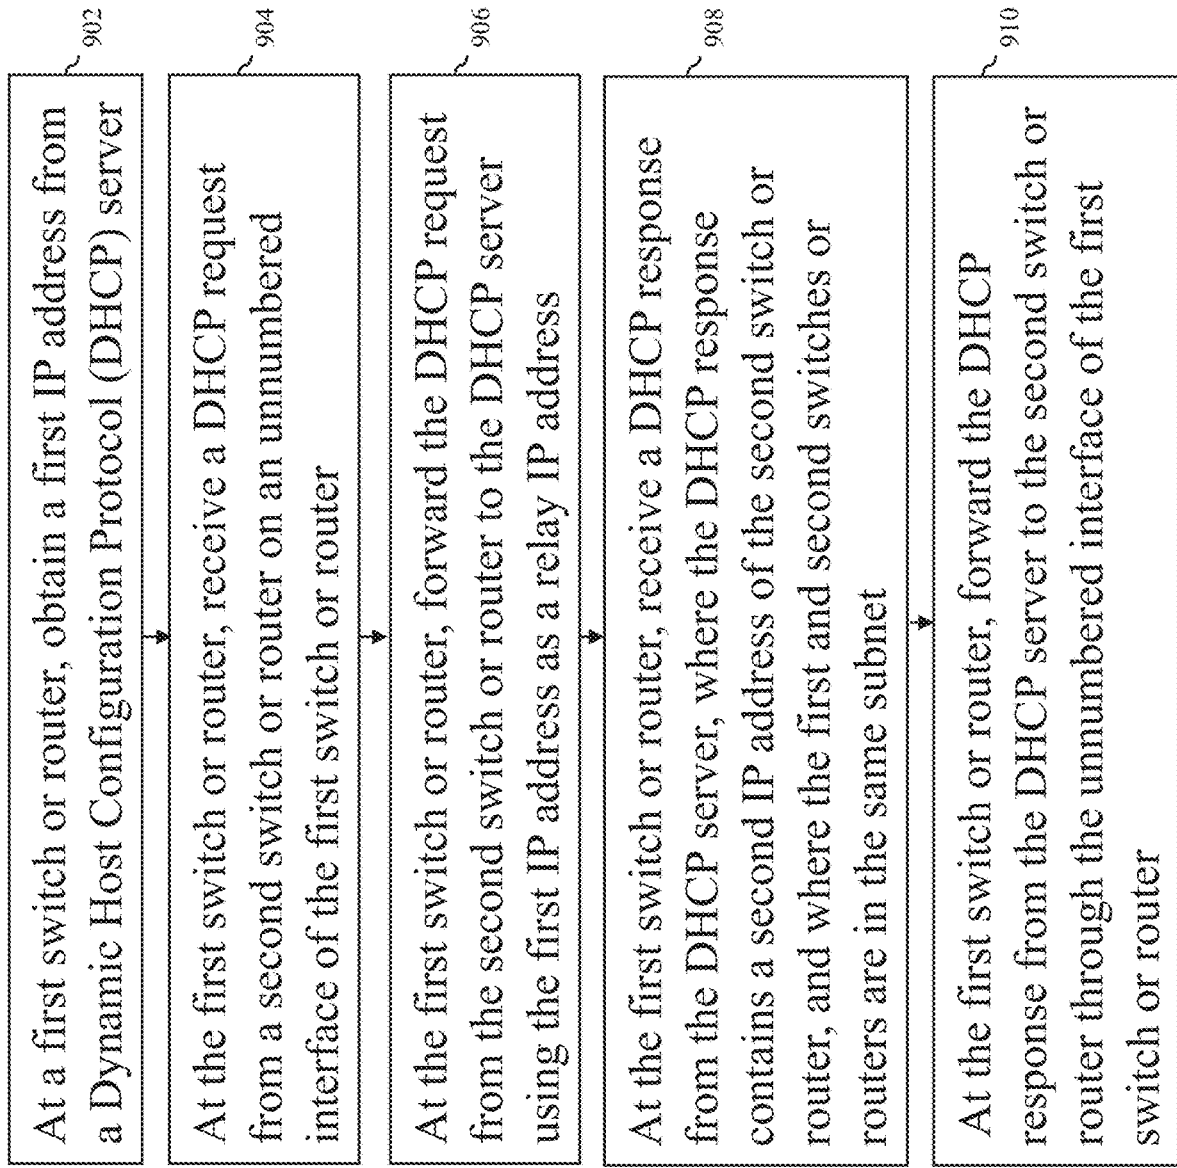 At a first switch or router, obtain a first IP address from
a Dynamic Host Configuration Protocol (DHCP) server
902
At the first switch or router, receive a DHCP request
from a second switch or router on an unnumbered
interface of the first switch or router
904
At the first switch or router, forward the DHCP request
from the second switch or router to the DHCP server
using the first IP address as a relay IP address
906
At the first switch or router, receive a DHCP response
from the DHCP server, where the DHCP response
contains a second IP address of the second switch or
router, and where the first and second switches or
routers are in the same subnet
908
At the first switch or router, forward the DHCP
response from the DHCP server to the second switch or
router through the unnumbered interface of the first
switch or router
910